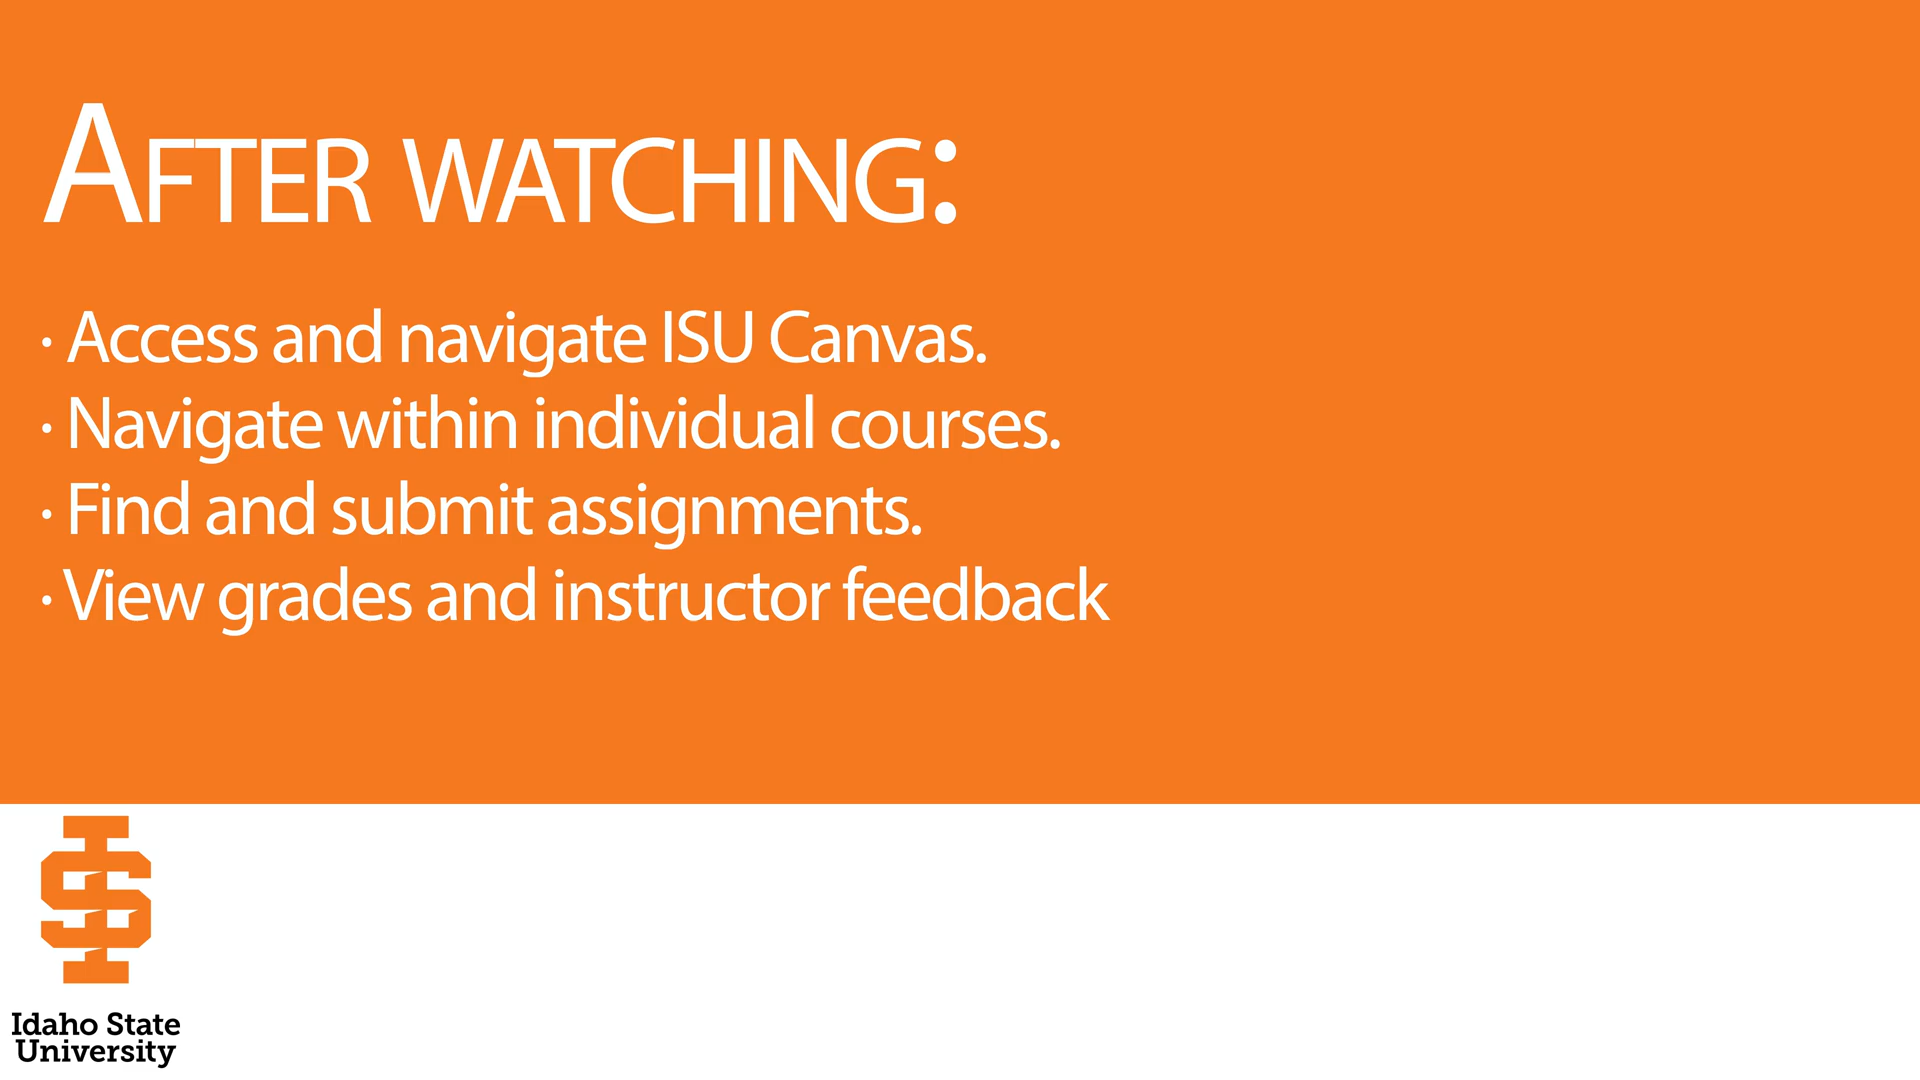 After watching:
· Access and navigate ISU Canvas.
· Navigate within individual courses.
· Find and submit assignments.
· View grades and instructor feedback
IS
Idaho State
University